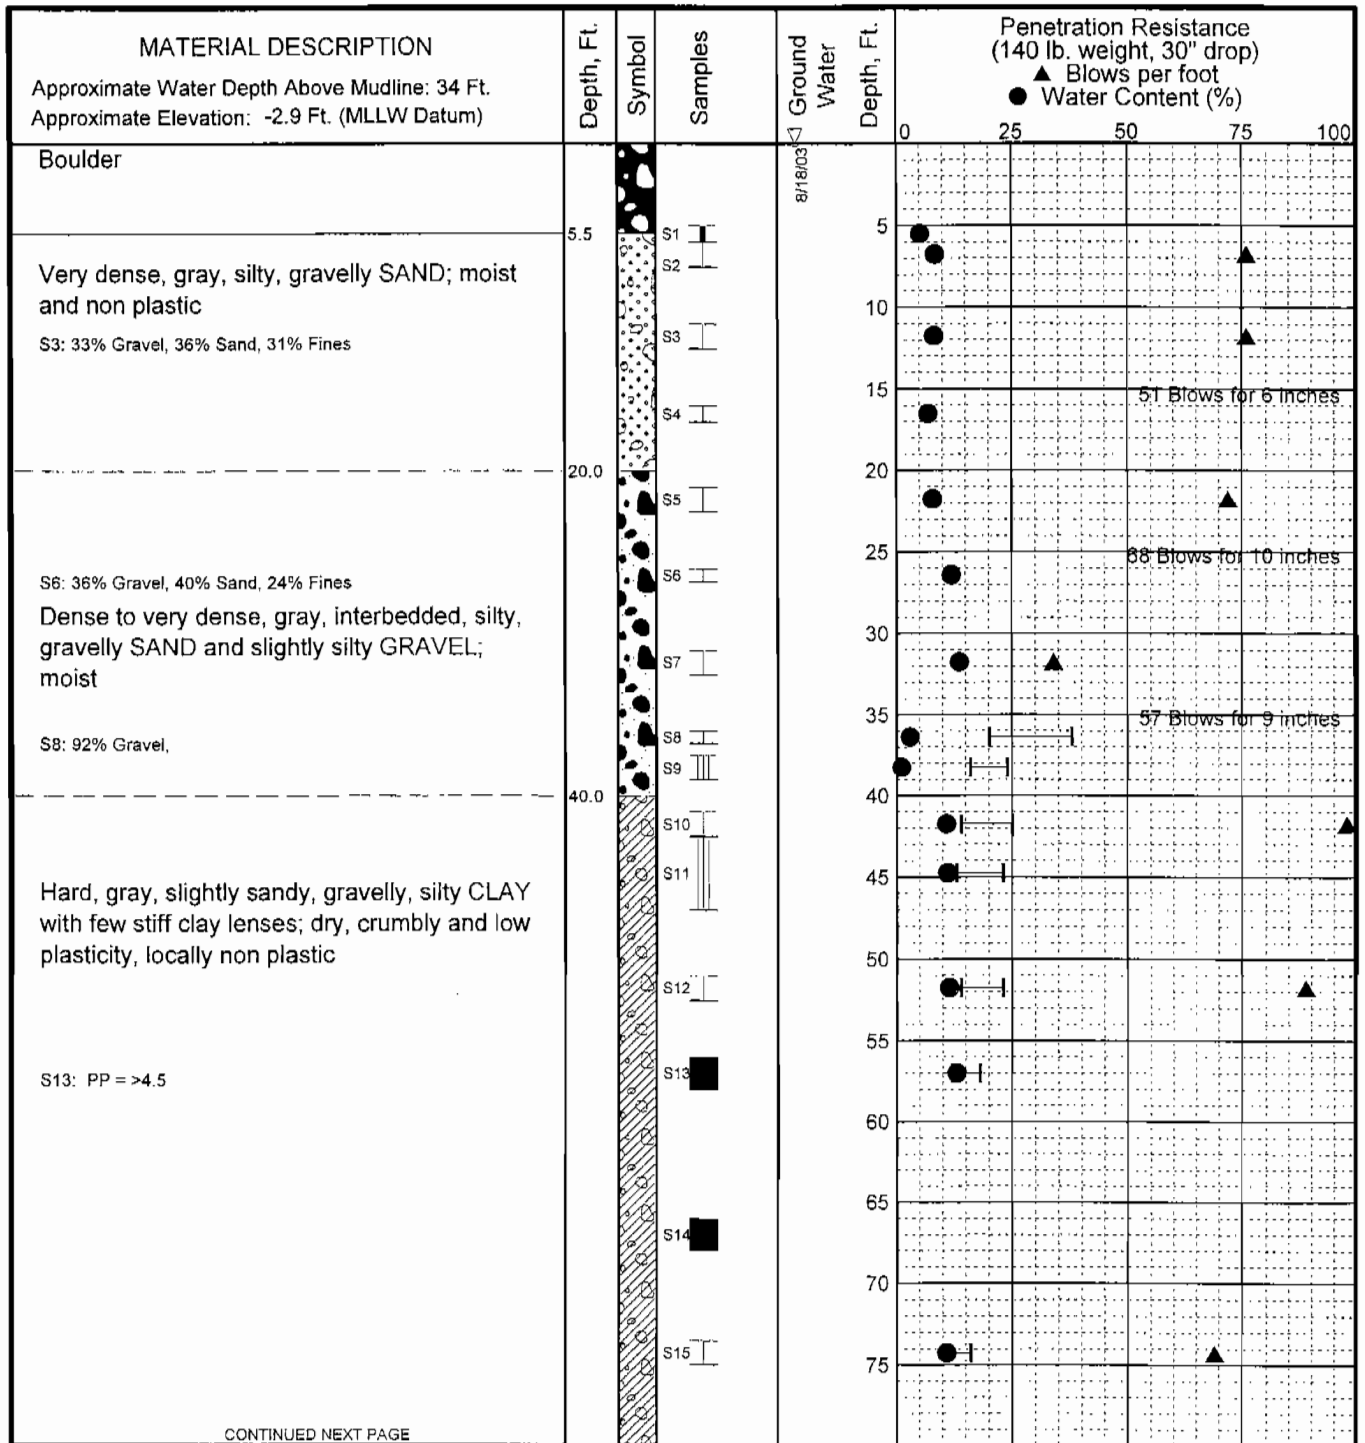 MATERIAL DESCRIPTION
Approximate Water Depth Above Mudline: 34 Ft.
Approximate Elevation: -2.9 Ft. (MLLW Datum)
Depth, Ft.
Symbol
Samples
Ground
Water
Depth, Ft.
Penetration Resistance
(140 lb. weight, 30" drop)
▲ Blows per foot
● Water Content (%)
0 25 50 75 100
Boulder
8/18/03
5.5
S1
5
Very dense, gray, silty, gravelly SAND; moist
and non plastic
S2
S3: 33% Gravel, 36% Sand, 31% Fines
S3
10
15
51 Blows for 6 inches
S4
20.0
20
S5
25
68 Blows for 10 inches
S6: 36% Gravel, 40% Sand, 24% Fines
S6
Dense to very dense, gray, interbedded, silty,
gravelly SAND and slightly silty GRAVEL;
moist
30
S7
35
57 Blows for 9 inches
S8: 92% Gravel,
S8
S9
40.0
40
S10
S11
45
Hard, gray, slightly sandy, gravelly, silty CLAY
with few stiff clay lenses; dry, crumbly and low
plasticity, locally non plastic
50
S12
55
S13: PP = >4.5
S13
60
65
S14
70
S15
75
CONTINUED NEXT PAGE